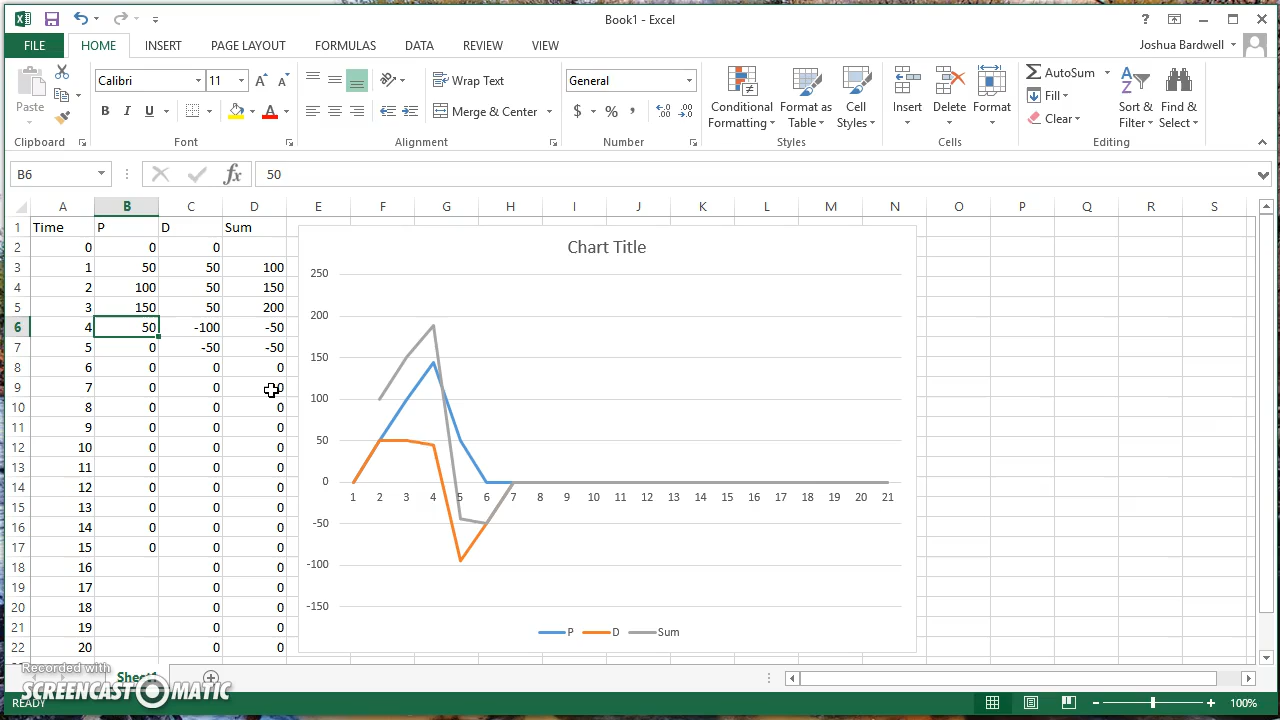 Book1 - Excel
?
FILE HOME INSERT PAGE LAYOUT FORMULAS DATA REVIEW VIEW
Joshua Bardwell
Paste
Calibri 11
B I U A A A
Wrap Text
Merge & Center
General
$ % ,
.00 .0
Conditional Formatting
Format as Table
Cell Styles
Insert Delete Format
AutoSum
Fill
Clear
Sort & Filter
Find & Select
Clipboard Font Alignment Number Styles Cells Editing
B6 fx 50
A B C D E F G H I J K L M N O P Q R S
1 Time P D Sum
2 0 0 0
3 1 50 50 100
4 2 100 50 150
5 3 150 50 200
6 4 50 -100 -50
7 5 0 -50 -50
8 6 0 0 0
9 7 0 0 0
10 8 0 0 0
11 9 0 0 0
12 10 0 0 0
13 11 0 0 0
14 12 0 0 0
15 13 0 0 0
16 14 0 0 0
17 15 0 0 0
18 16 0 0
19 17 0 0
20 18 0 0
21 19 0 0
22 20 0 0
Chart Title
250
200
150
100
50
0
1 2 3 4 5 6 7 8 9 10 11 12 13 14 15 16 17 18 19 20 21
-50
-100
-150
P D Sum
Recorded with
SCREENCAST O MATIC
READY
100%